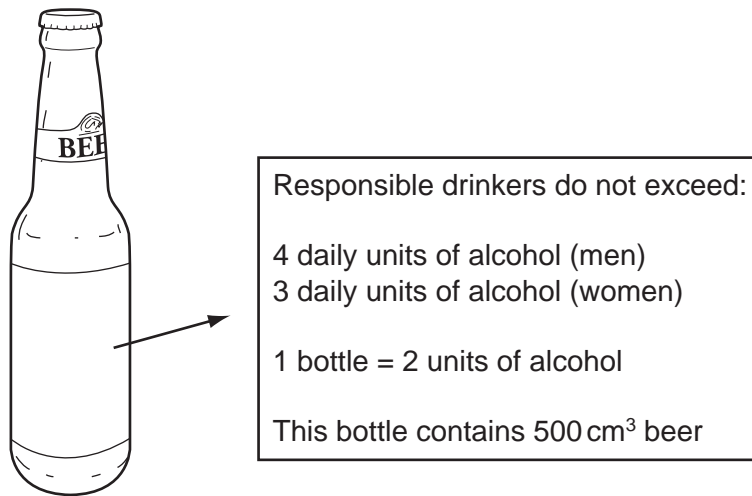 BEE
Responsible drinkers do not exceed:
4 daily units of alcohol (men)
3 daily units of alcohol (women)
1 bottle = 2 units of alcohol
This bottle contains 500 cm³ beer